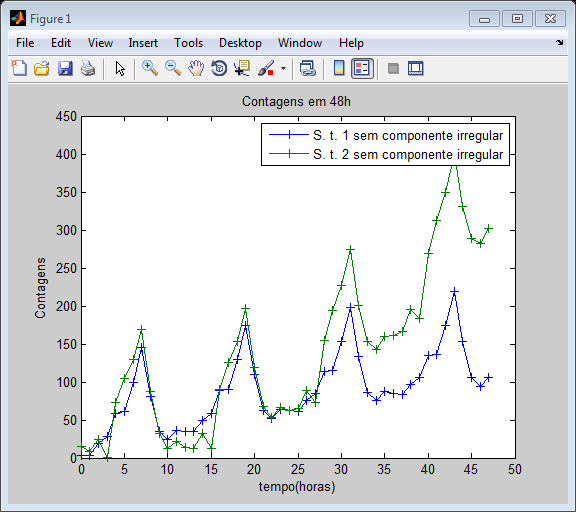 Figure 1
File Edit View Insert Tools Desktop Window Help
Contagens em 48h
S. t. 1 sem componente irregular
S. t. 2 sem componente irregular
450
400
350
300
250
200
150
100
50
0
Contagens
0 5 10 15 20 25 30 35 40 45 50
tempo(horas)